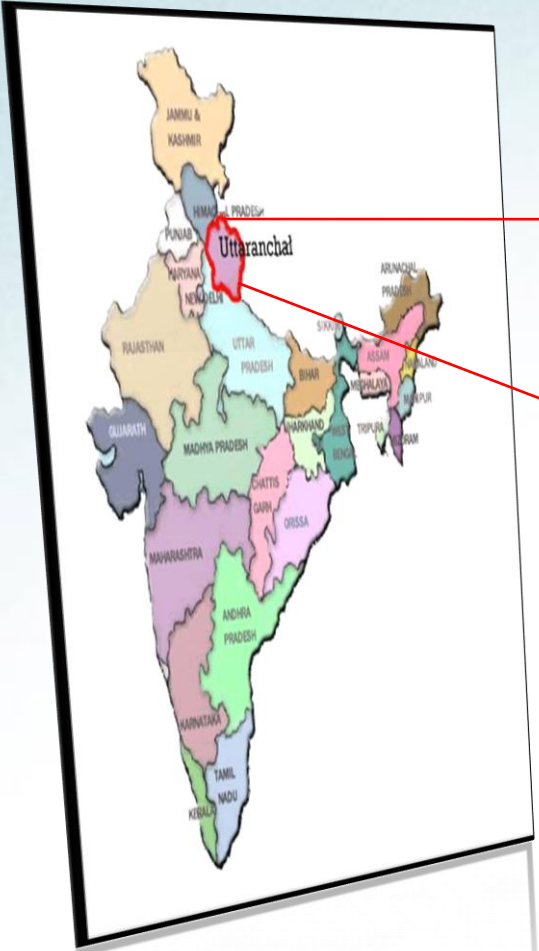 JAMMU &
KASHMIR
HIMACHAL PRADESH
PUNJAB
Uttaranchal
HARYANA
NEW DELHI
ARUNACHAL
PRADESH
SIKKIM
RAJASTHAN
UTTAR
PRADESH
BIHAR
ASSAM
NAGALAND
MEGHALAYA
MANIPUR
GUJARATH
MADHYA PRADESH
JHARKHAND
WEST
BENGAL
TRIPURA
MIZORAM
CHATTIS
GARH
ORISSA
MAHARASHTRA
ANDHRA
PRADESH
KARNATAKA
TAMIL
NADU
KERALA